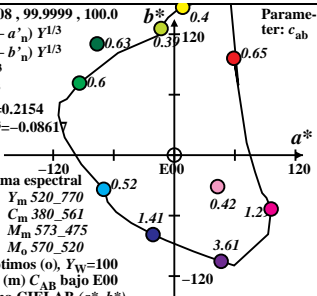 08 , 99.9999 , 100.0
b* 0.4
Parame-
– a'n) Y1/3
ter: cab
– b'n) Y1/3
120
0.39
0.63
0.65
0.6
=0.2154
*=–0.08617
a*
−120
E00
120
ma espectral
0.52
Ym 520_770
0.42
Cm 380_561
1.2
Mm 573_475
1.41
Mo 570_520
3.61
timos (o), YW=100
(m) CAB bajo E00
−120
CIELAB (a*, b*)